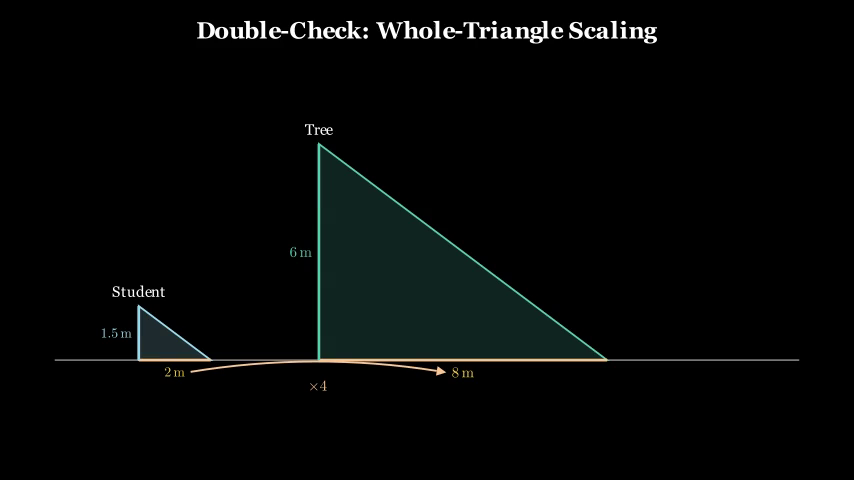 Double-Check: Whole-Triangle Scaling
Tree
6 m
Student
1.5 m
2 m
8 m
×4